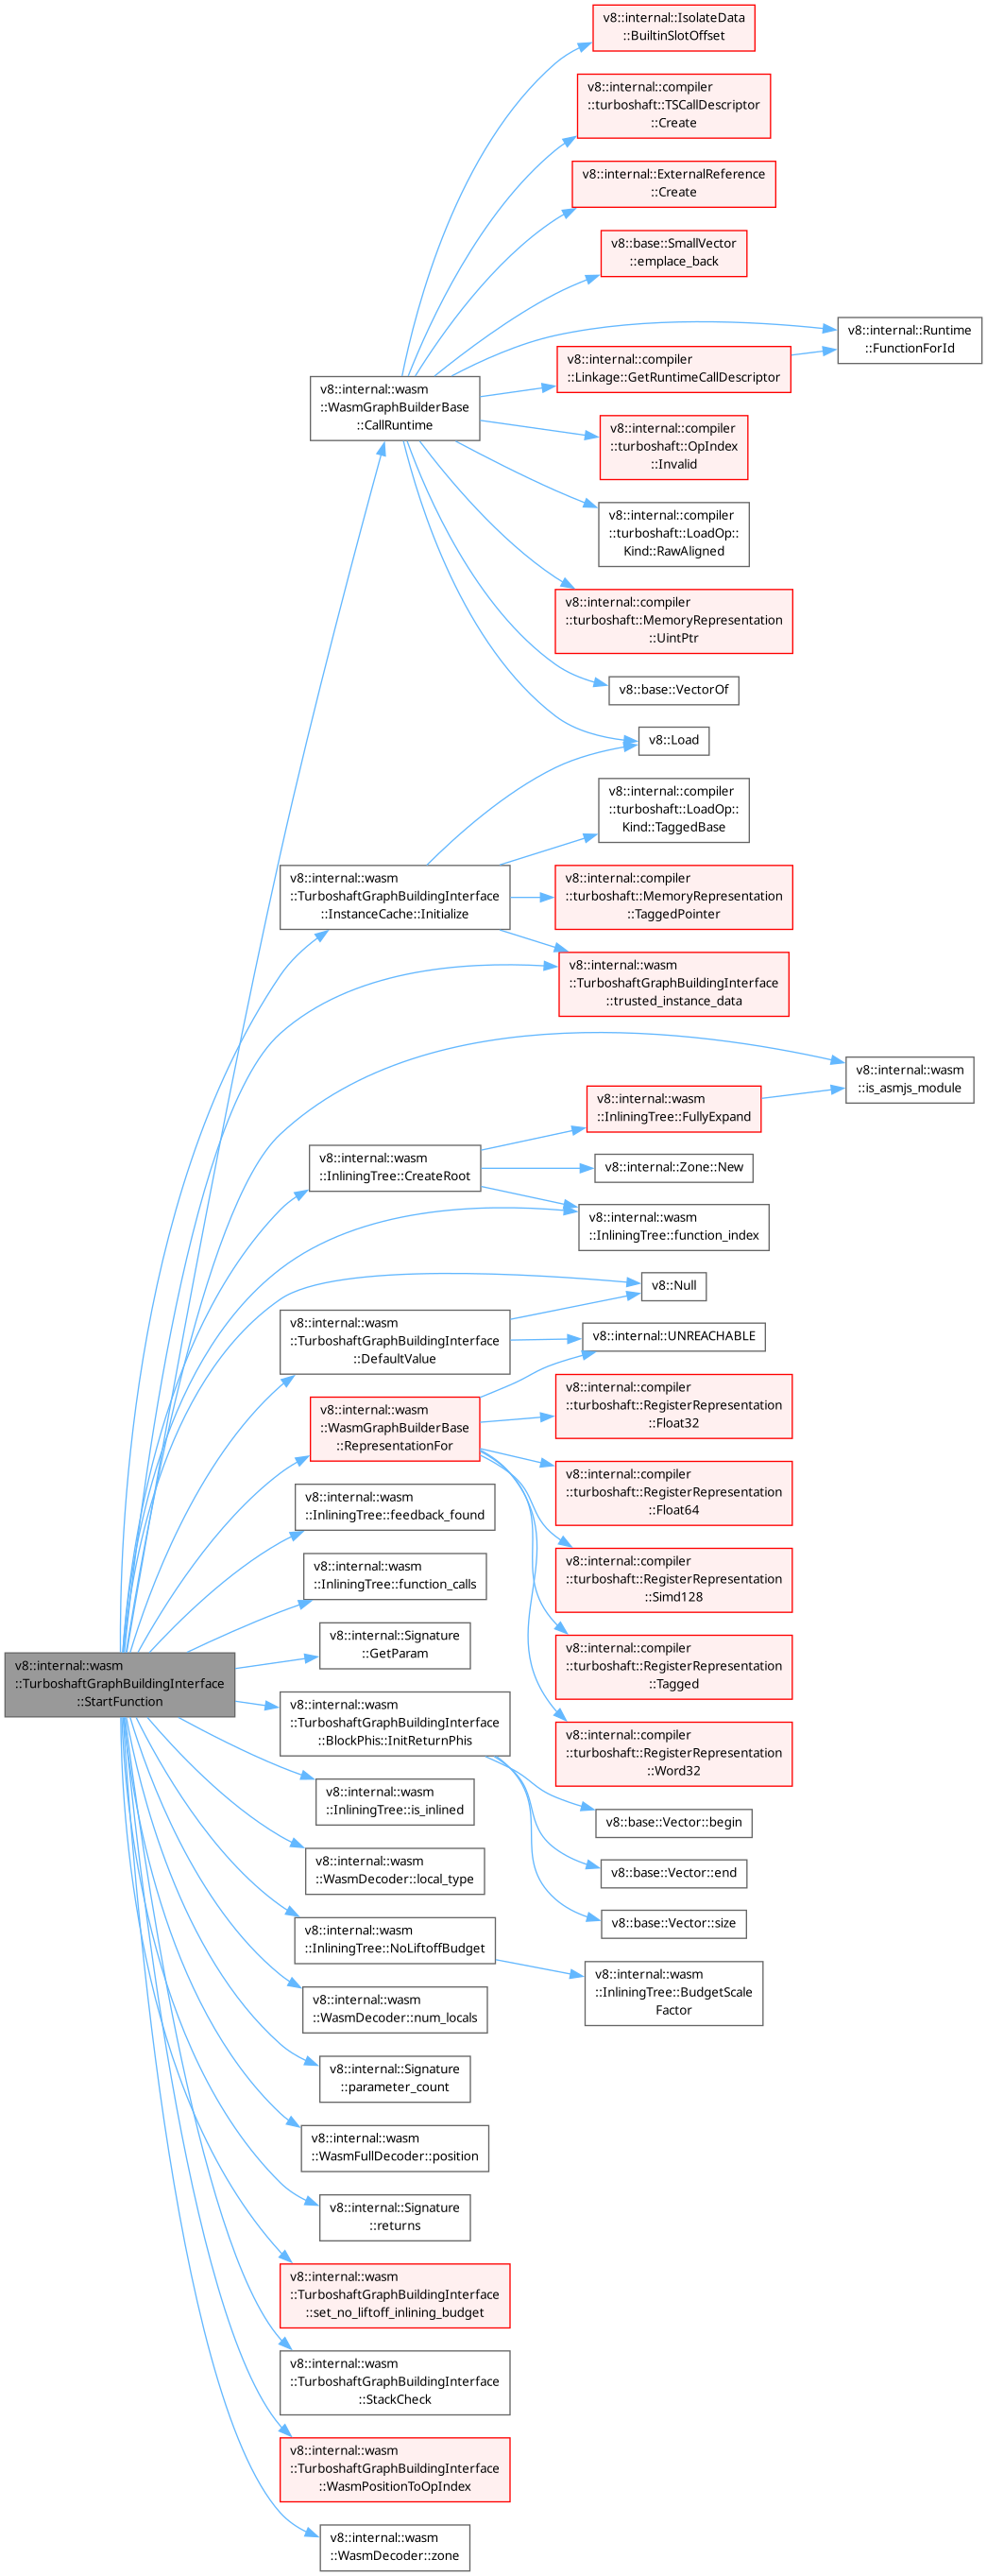 v8::internal::IsolateData
::BuiltinSlotOffset
v8::internal::compiler
::turboshaft::TSCallDescriptor
::Create
v8::internal::ExternalReference
::Create
v8::base::SmallVector
::emplace_back
v8::internal::Runtime
::FunctionForId
v8::internal::compiler
::Linkage::GetRuntimeCallDescriptor
v8::internal::wasm
::WasmGraphBuilderBase
::CallRuntime
v8::internal::compiler
::turboshaft::OpIndex
::Invalid
v8::internal::compiler
::turboshaft::LoadOp::
Kind::RawAligned
v8::internal::compiler
::turboshaft::MemoryRepresentation
::UintPtr
v8::base::VectorOf
v8::Load
v8::internal::compiler
::turboshaft::LoadOp::
Kind::TaggedBase
v8::internal::wasm
::TurboshaftGraphBuildingInterface
::InstanceCache::Initialize
v8::internal::compiler
::turboshaft::MemoryRepresentation
::TaggedPointer
v8::internal::wasm
::TurboshaftGraphBuildingInterface
::trusted_instance_data
v8::internal::wasm
::is_asmjs_module
v8::internal::wasm
::InliningTree::FullyExpand
v8::internal::wasm
::InliningTree::CreateRoot
v8::internal::Zone::New
v8::internal::wasm
::InliningTree::function_index
v8::Null
v8::internal::wasm
::TurboshaftGraphBuildingInterface
::DefaultValue
v8::internal::UNREACHABLE
v8::internal::wasm
::WasmGraphBuilderBase
::RepresentationFor
v8::internal::compiler
::turboshaft::RegisterRepresentation
::Float32
v8::internal::compiler
::turboshaft::RegisterRepresentation
::Float64
v8::internal::wasm
::InliningTree::feedback_found
v8::internal::compiler
::turboshaft::RegisterRepresentation
::Simd128
v8::internal::wasm
::InliningTree::function_calls
v8::internal::Signature
::GetParam
v8::internal::compiler
::turboshaft::RegisterRepresentation
::Tagged
v8::internal::wasm
::TurboshaftGraphBuildingInterface
::StartFunction
v8::internal::wasm
::TurboshaftGraphBuildingInterface
::BlockPhis::InitReturnPhis
v8::internal::compiler
::turboshaft::RegisterRepresentation
::Word32
v8::internal::wasm
::InliningTree::is_inlined
v8::base::Vector::begin
v8::internal::wasm
::WasmDecoder::local_type
v8::base::Vector::end
v8::base::Vector::size
v8::internal::wasm
::InliningTree::NoLiftoffBudget
v8::internal::wasm
::InliningTree::BudgetScale
Factor
v8::internal::wasm
::WasmDecoder::num_locals
v8::internal::Signature
::parameter_count
v8::internal::wasm
::WasmFullDecoder::position
v8::internal::Signature
::returns
v8::internal::wasm
::TurboshaftGraphBuildingInterface
::set_no_liftoff_inlining_budget
v8::internal::wasm
::TurboshaftGraphBuildingInterface
::StackCheck
v8::internal::wasm
::TurboshaftGraphBuildingInterface
::WasmPositionToOpIndex
v8::internal::wasm
::WasmDecoder::zone